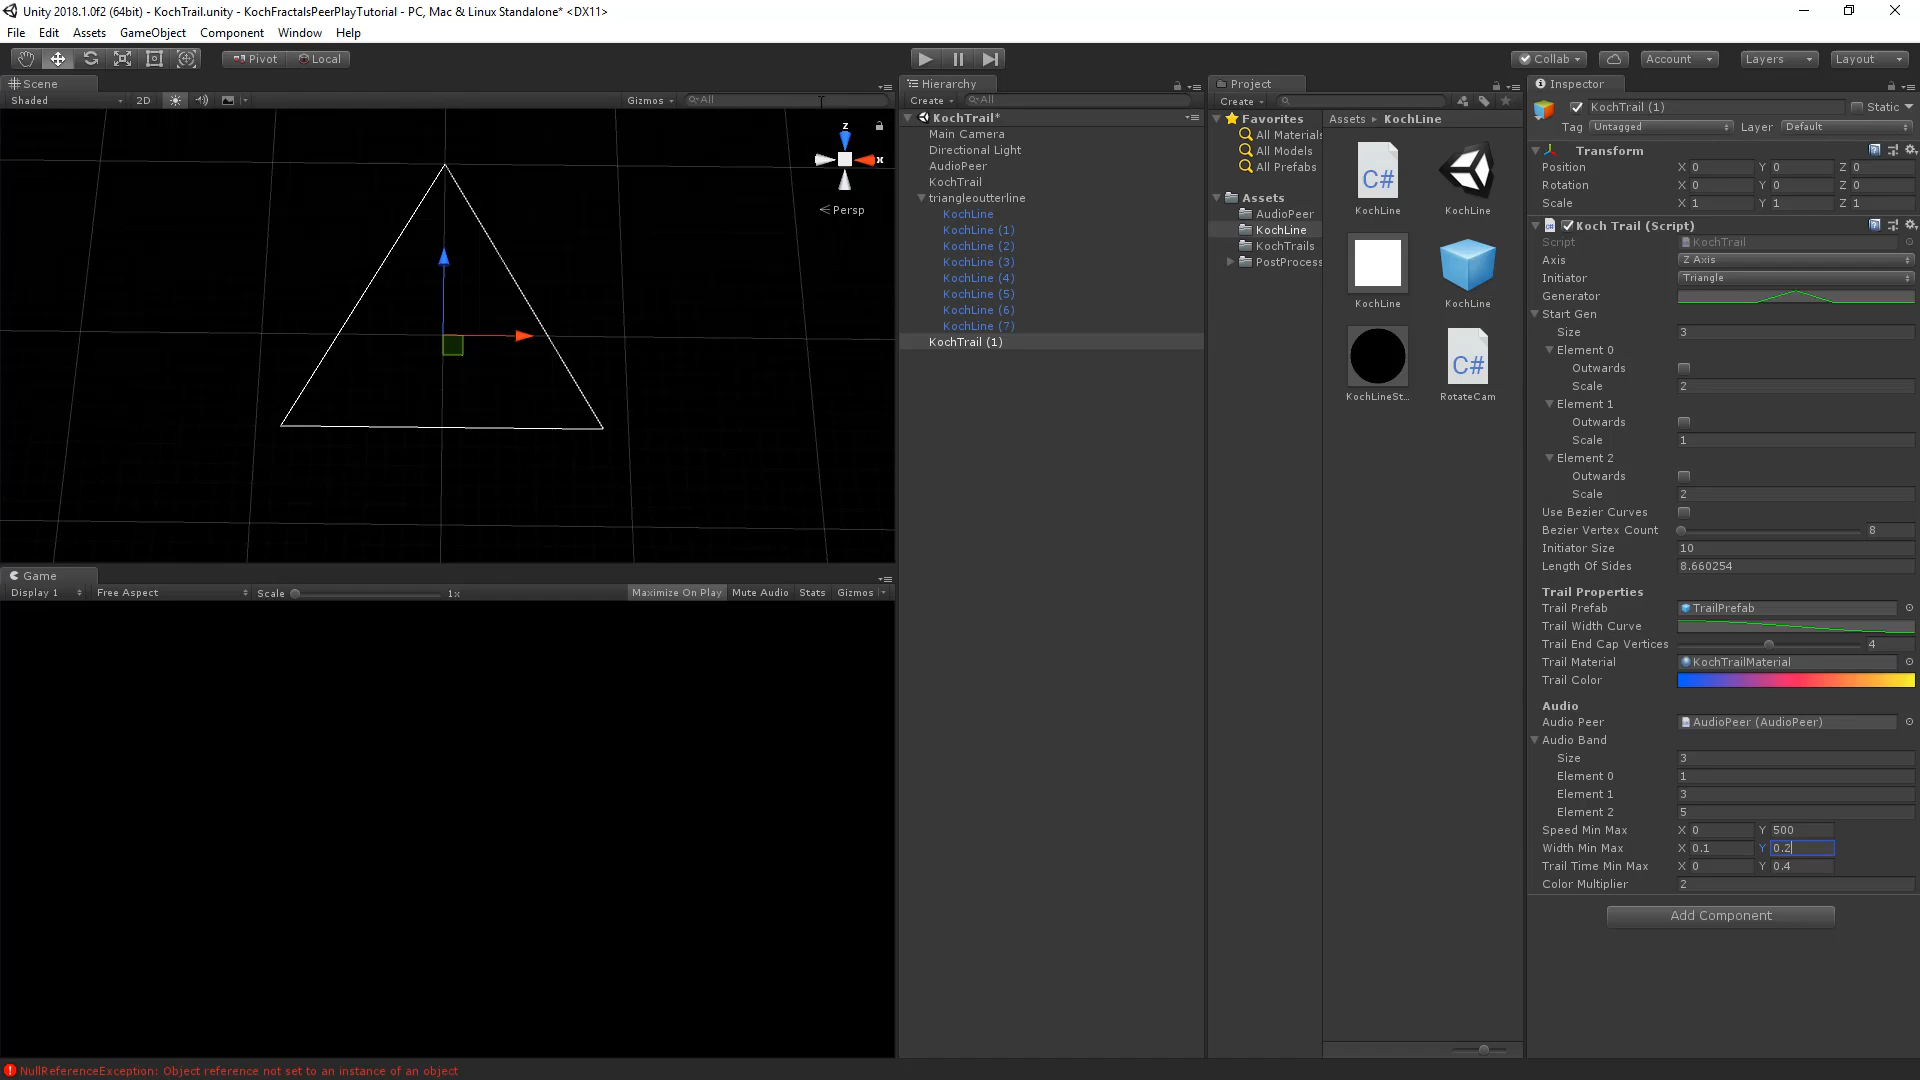 Unity 2018.1.0f2 (64bit) - KochTrail.unity - KochFractalsPeerPlayTutorial - PC, Mac & Linux Standalone* <DX11>
File Edit Assets GameObject Component Window Help
Pivot Local
Collab Account Layers Layout
Scene
Shaded 2D Gizmos All
z
x
Persp
Game
Display 1 Free Aspect Scale 1x Maximize On Play Mute Audio Stats Gizmos
Hierarchy
Create All
KochTrail*
Main Camera
Directional Light
AudioPeer
KochTrail
triangleoutterline
KochLine
KochLine (1)
KochLine (2)
KochLine (3)
KochLine (4)
KochLine (5)
KochLine (6)
KochLine (7)
KochTrail (1)
Project
Create
Favorites
All Materials
All Models
All Prefabs
Assets
AudioPeer
KochLine
KochTrails
PostProcess
Assets KochLine
C#
KochLine
KochLine
KochLine
KochLine
KochLineSt...
C#
RotateCam
Inspector
KochTrail (1) Static
Tag Untagged Layer Default
Transform
Position X 0 Y 0 Z 0
Rotation X 0 Y 0 Z 0
Scale X 1 Y 1 Z 1
Koch Trail (Script)
Script KochTrail
Axis Z Axis
Initiator Triangle
Generator
Start Gen
Size 3
Element 0
Outwards
Scale 2
Element 1
Outwards
Scale 1
Element 2
Outwards
Scale 2
Use Bezier Curves
Bezier Vertex Count 8
Initiator Size 10
Length Of Sides 8.660254
Trail Properties
Trail Prefab TrailPrefab
Trail Width Curve
Trail End Cap Vertices 4
Trail Material KochTrailMaterial
Trail Color
Audio
Audio Peer AudioPeer (AudioPeer)
Audio Band
Size 3
Element 0 1
Element 1 3
Element 2 5
Speed Min Max X 0 Y 500
Width Min Max X 0.1 Y 0.2
Trail Time Min Max X 0 Y 0.4
Color Multiplier 2
Add Component
NullReferenceException: Object reference not set to an instance of an object